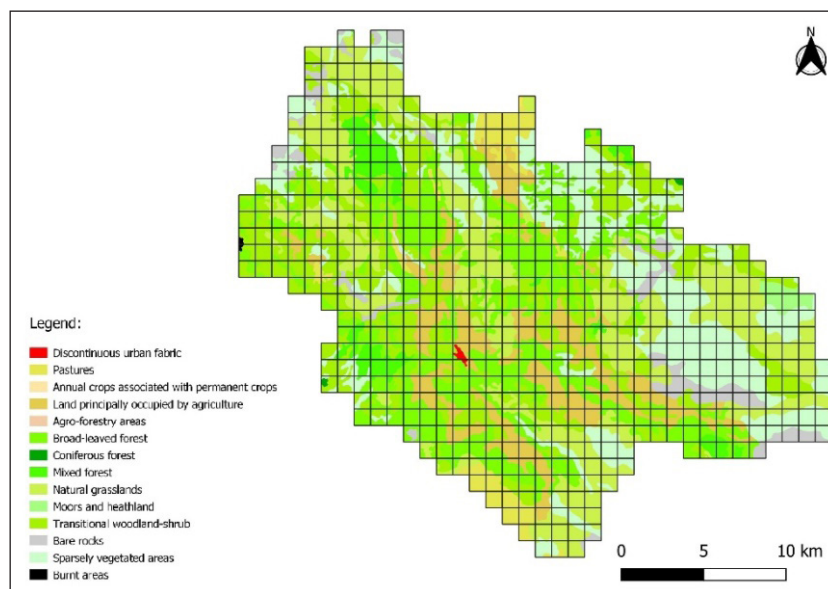 N
Legend:
Discontinuous urban fabric
Pastures
Annual crops associated with permanent crops
Land principally occupied by agriculture
Agro-forestry areas
Broad-leaved forest
Coniferous forest
Mixed forest
Natural grasslands
Moors and heathland
Transitional woodland-shrub
Bare rocks
Sparsely vegetated areas
Burnt areas
0 5 10 km